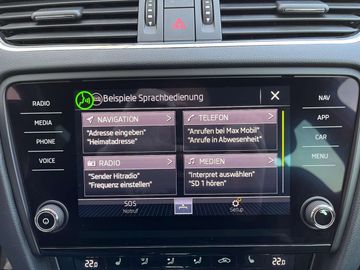 Beispiele Sprachbedienung
RADIO
MEDIA
PHONE
VOICE
NAVIGATION
"Adresse eingeben"
"Heimatadresse"
TELEFON
"Anrufen bei Max Mobil"
"Anrufe in Abwesenheit"
RADIO
"Sender Hitradio"
"Frequenz einstellen"
MEDIEN
"Interpret auswählen"
"SD 1 hören"
SOS
Notruf
Setup
NAV
APP
CAR
MENU
22.0
22.0